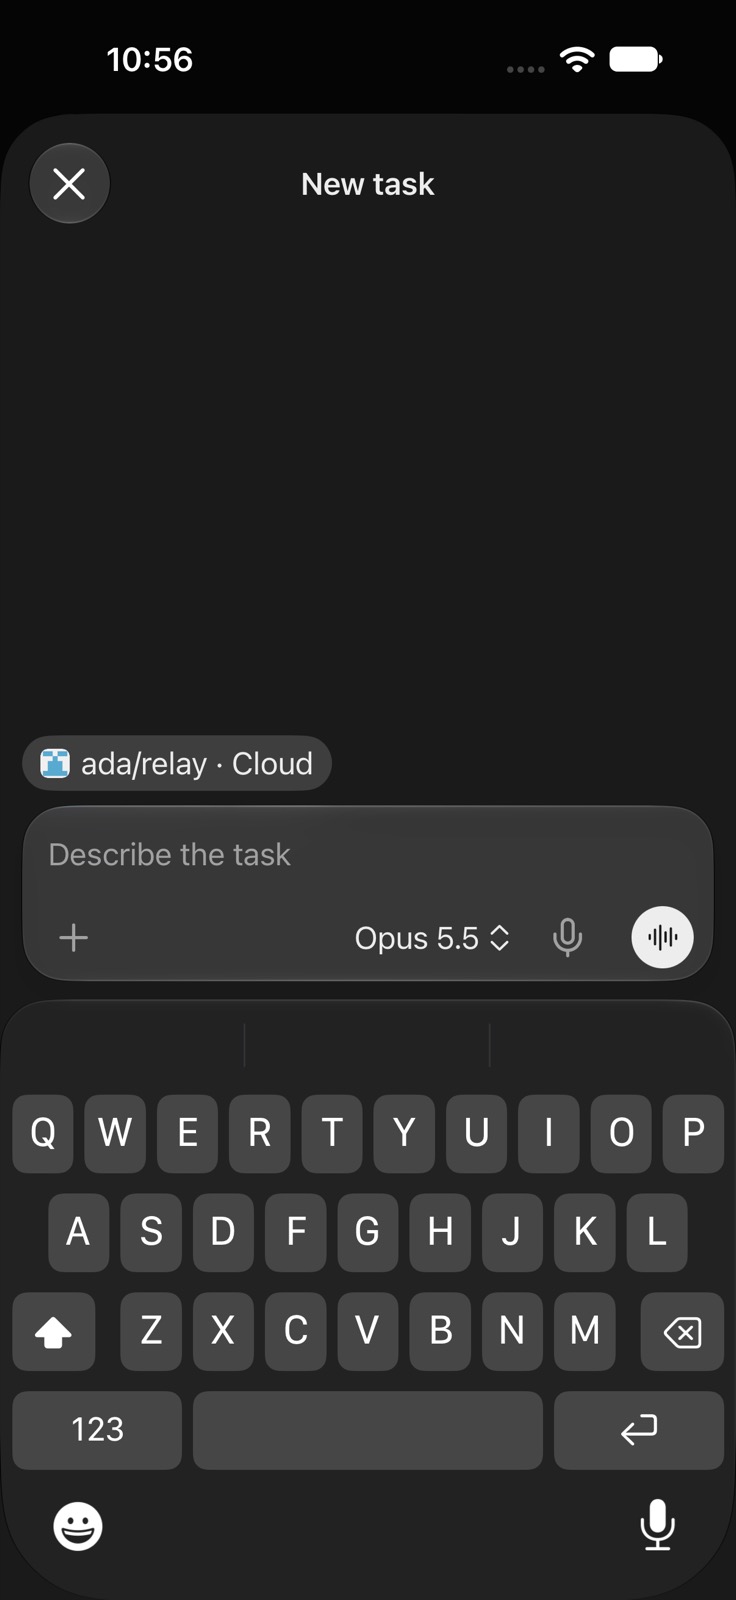 10:56
New task
ada/relay · Cloud
Describe the task
Opus 5.5
Q W E R T Y U I O P
A S D F G H J K L
Z X C V B N M
123